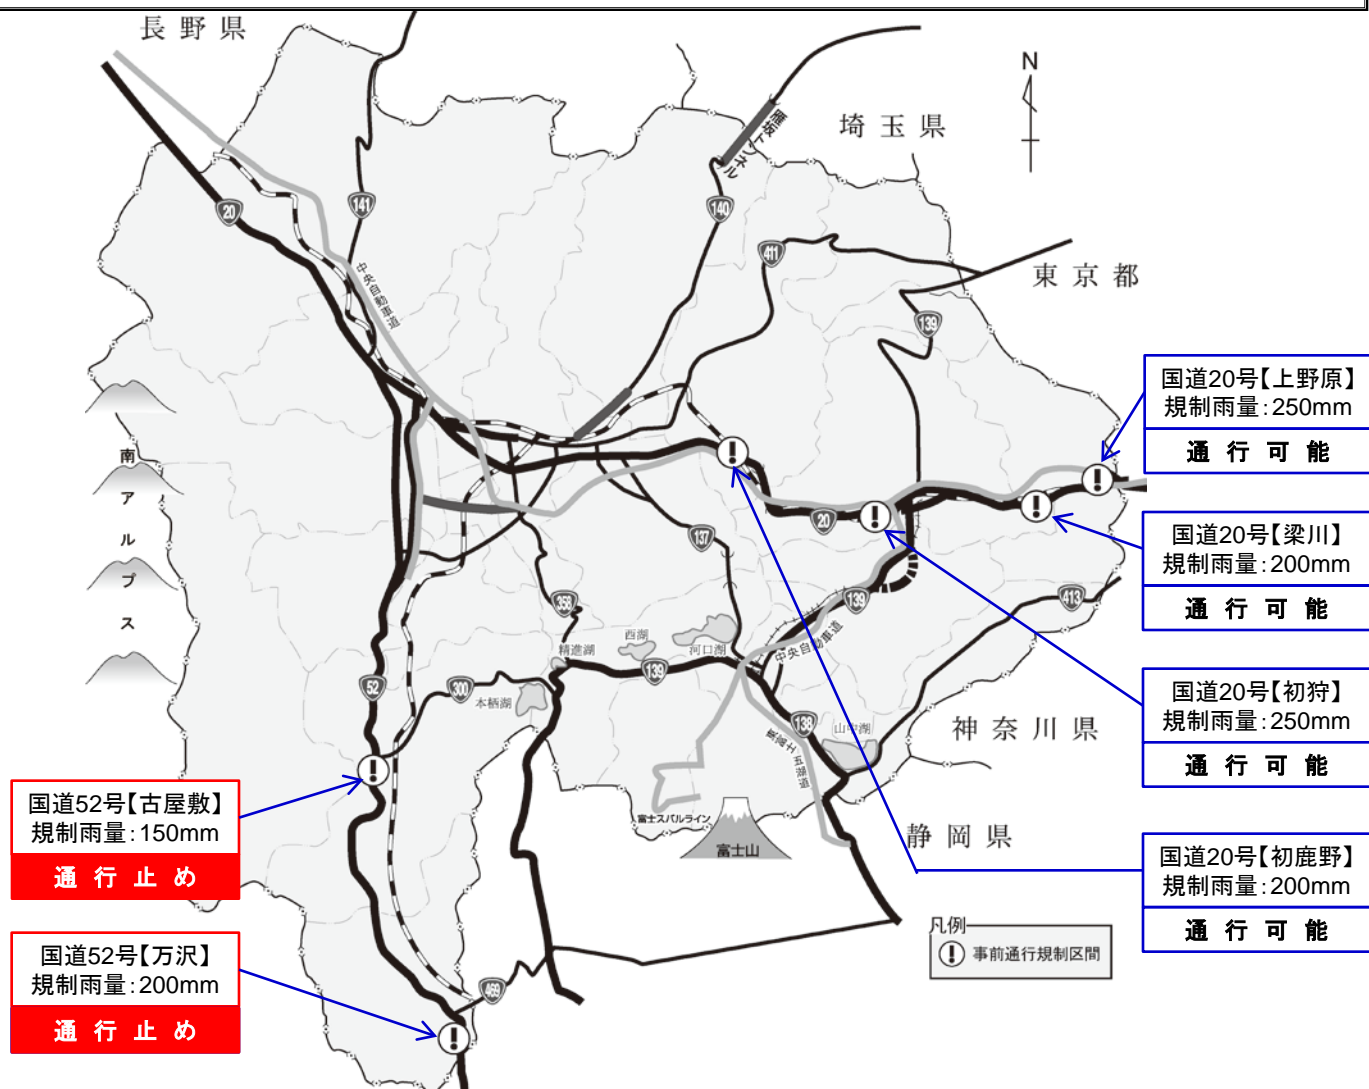 長野県
N
埼玉県
雁坂トンネル
東京都
20
141
140
411
139
中央自動車道
国道20号【上野原】
規制雨量：250mm
通行可能
南アルプス
国道20号【梁川】
規制雨量：200mm
通行可能
20
137
358
139
413
西湖
精進湖
河口湖
中央自動車道
139
52
300
本栖湖
138
山中湖
東富士五湖道
神奈川県
国道20号【初狩】
規制雨量：250mm
通行可能
国道52号【古屋敷】
規制雨量：150mm
通行止め
富士スバルライン
富士山
静岡県
国道20号【初鹿野】
規制雨量：200mm
通行可能
凡例
事前通行規制区間
国道52号【万沢】
規制雨量：200mm
通行止め
469